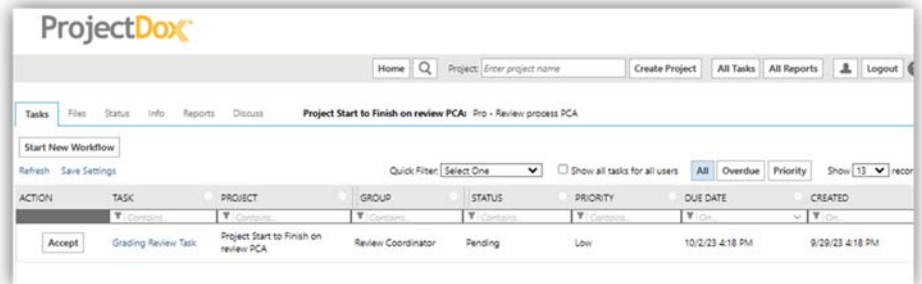 ProjectDox
Home Project: Enter project name Create Project All Tasks All Reports Logout
Tasks Files Status Info Reports Discuss Project Start to Finish on review PCA: Pro - Review process PCA
Start New Workflow
Refresh Save Settings Quick Filter: Select One Show all tasks for all users All Overdue Priority Show 13 recor
ACTION TASK PROJECT GROUP STATUS PRIORITY DUE DATE CREATED
Contains... Contains... Contains... Contains... Contains... On... On...
Accept Grading Review Task Project Start to Finish on review PCA Review Coordinator Pending Low 10/2/23 4:18 PM 9/29/23 4:18 PM